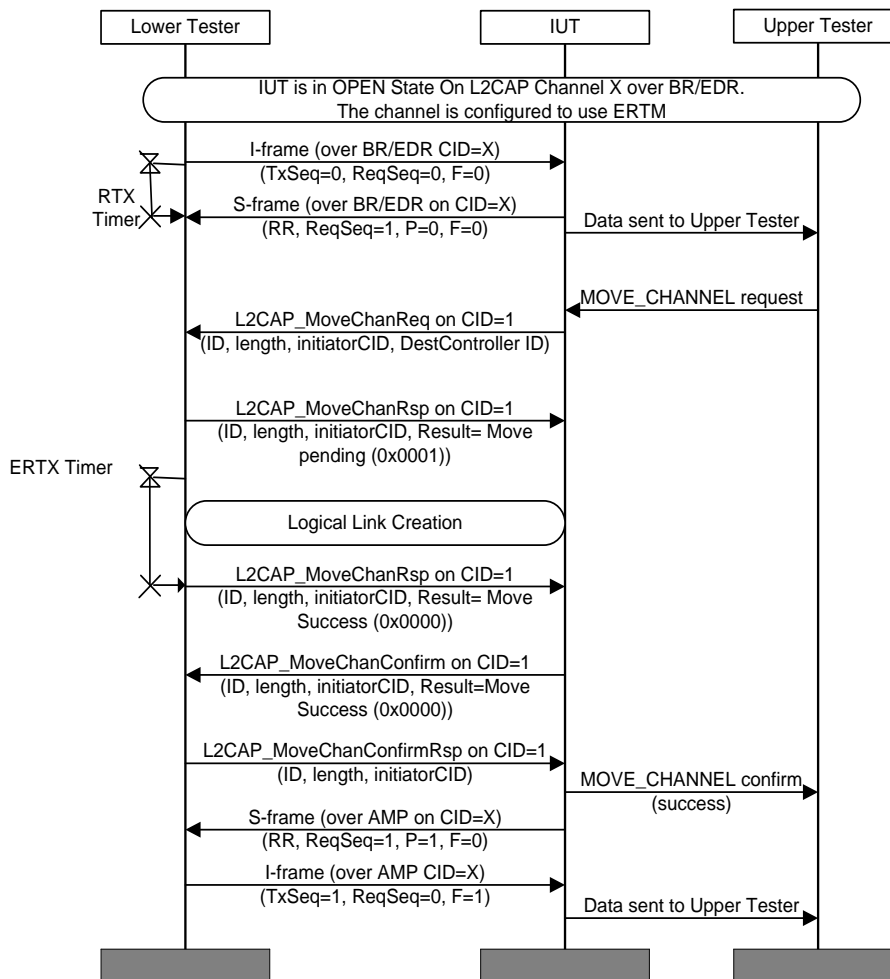 Lower Tester
IUT
Upper Tester
IUT is in OPEN State On L2CAP Channel X over BR/EDR.
The channel is configured to use ERTM
I-frame (over BR/EDR CID=X)
(TxSeq=0, ReqSeq=0, F=0)
RTX
Timer
S-frame (over BR/EDR on CID=X)
(RR, ReqSeq=1, P=0, F=0)
Data sent to Upper Tester
MOVE_CHANNEL request
L2CAP_MoveChanReq on CID=1
(ID, length, initiatorCID, DestController ID)
L2CAP_MoveChanRsp on CID=1
(ID, length, initiatorCID, Result= Move
pending (0x0001))
ERTX Timer
Logical Link Creation
L2CAP_MoveChanRsp on CID=1
(ID, length, initiatorCID, Result= Move
Success (0x0000))
L2CAP_MoveChanConfirm on CID=1
(ID, length, initiatorCID, Result=Move
Success (0x0000))
L2CAP_MoveChanConfirmRsp on CID=1
(ID, length, initiatorCID)
MOVE_CHANNEL confirm
(success)
S-frame (over AMP on CID=X)
(RR, ReqSeq=1, P=1, F=0)
I-frame (over AMP CID=X)
(TxSeq=1, ReqSeq=0, F=1)
Data sent to Upper Tester